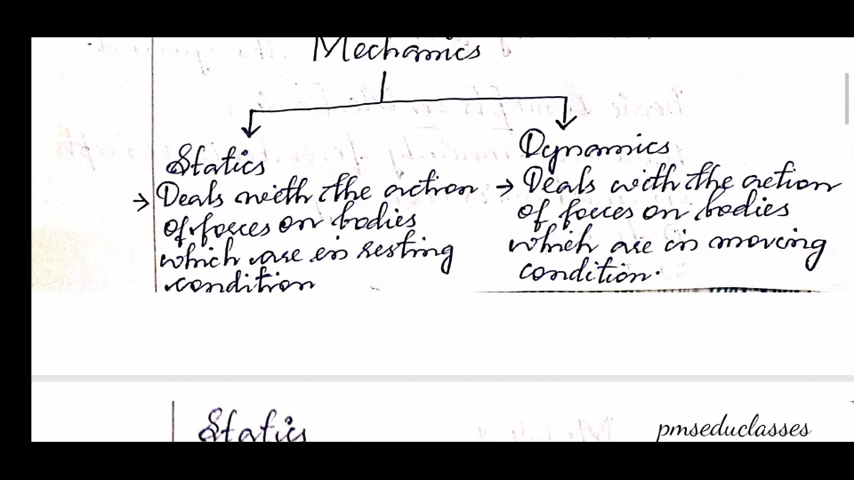 Mechanics
Statics
→ Deals with the action
of forces on bodies
which are in resting
condition
Dynamics
→ Deals with the action
of forces on bodies
which are in moving
condition.
Statics
pmseduclasses